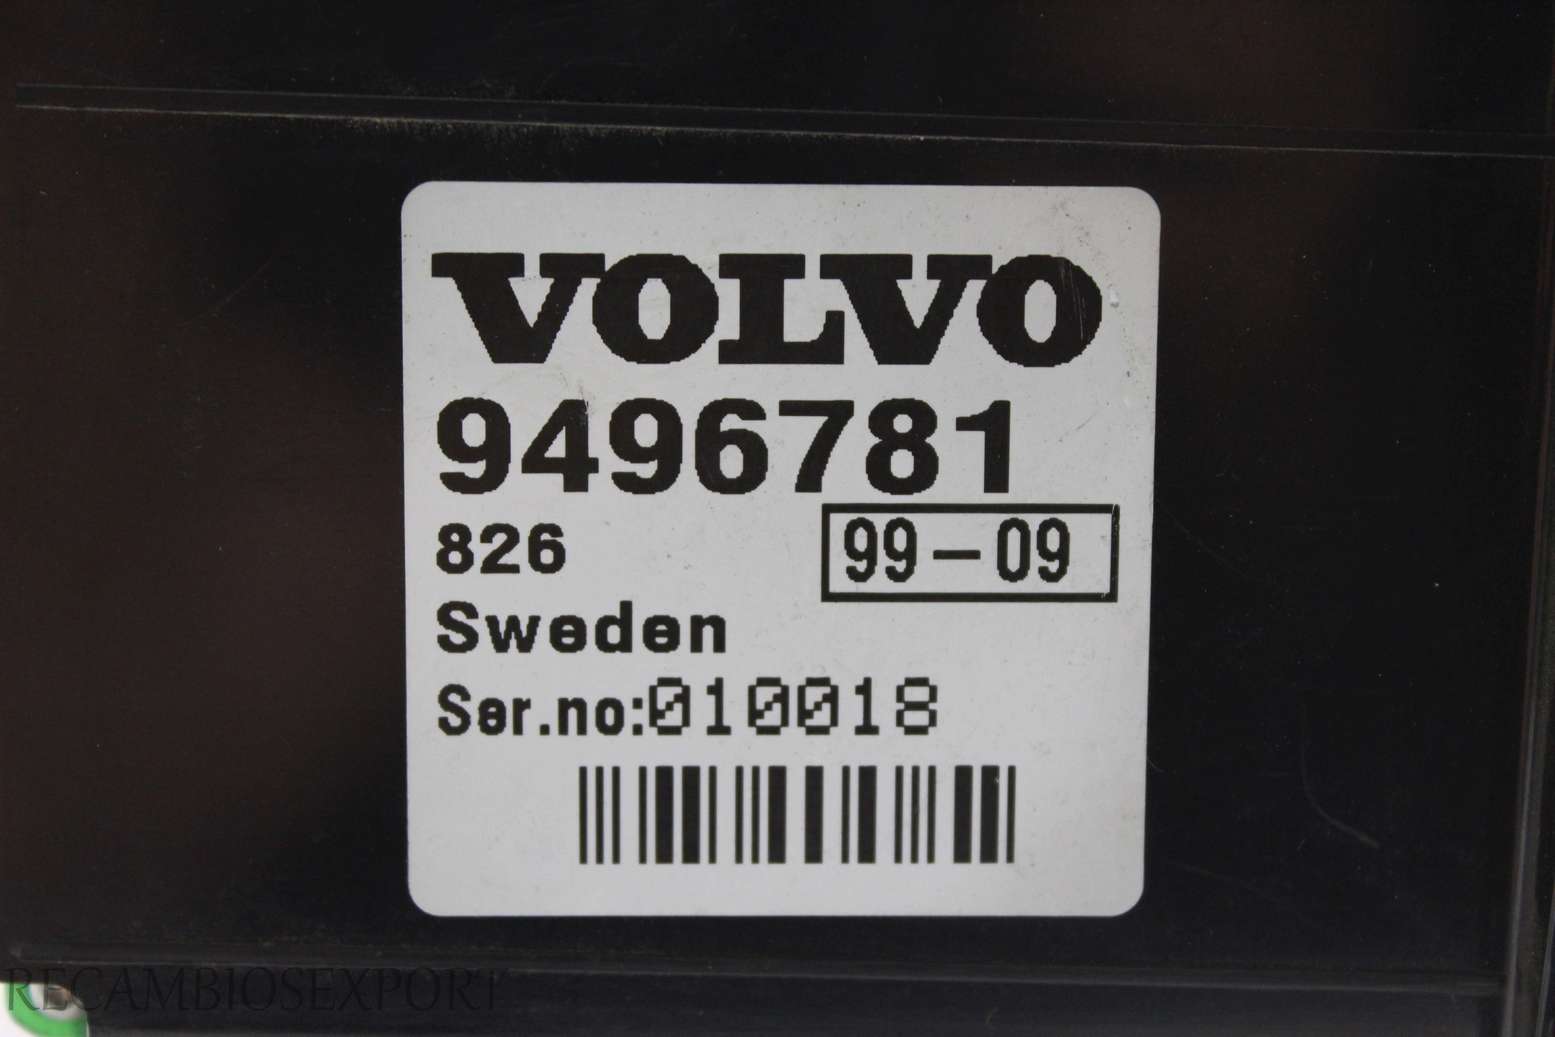 VOLVO
9496781
826 99-09
Sweden
Ser.no:010018
RECAMBIOSEXPORT